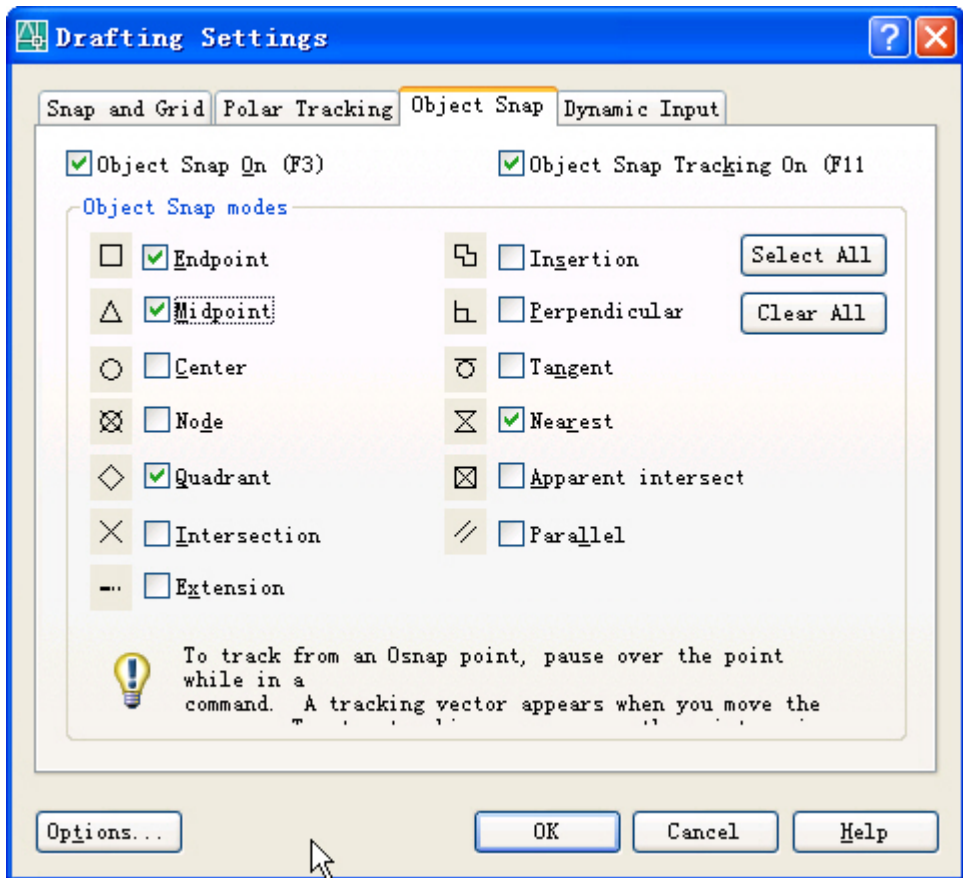 Drafting Settings
Snap and Grid
Polar Tracking
Object Snap
Dynamic Input
Object Snap On (F3)
Object Snap Tracking On (F11
Object Snap modes
Endpoint
Insertion
Select All
Midpoint
Perpendicular
Clear All
Center
Tangent
Node
Nearest
Quadrant
Apparent intersect
Intersection
Parallel
Extension
To track from an Osnap point, pause over the point
while in a
command. A tracking vector appears when you move the
Options...
OK
Cancel
Help